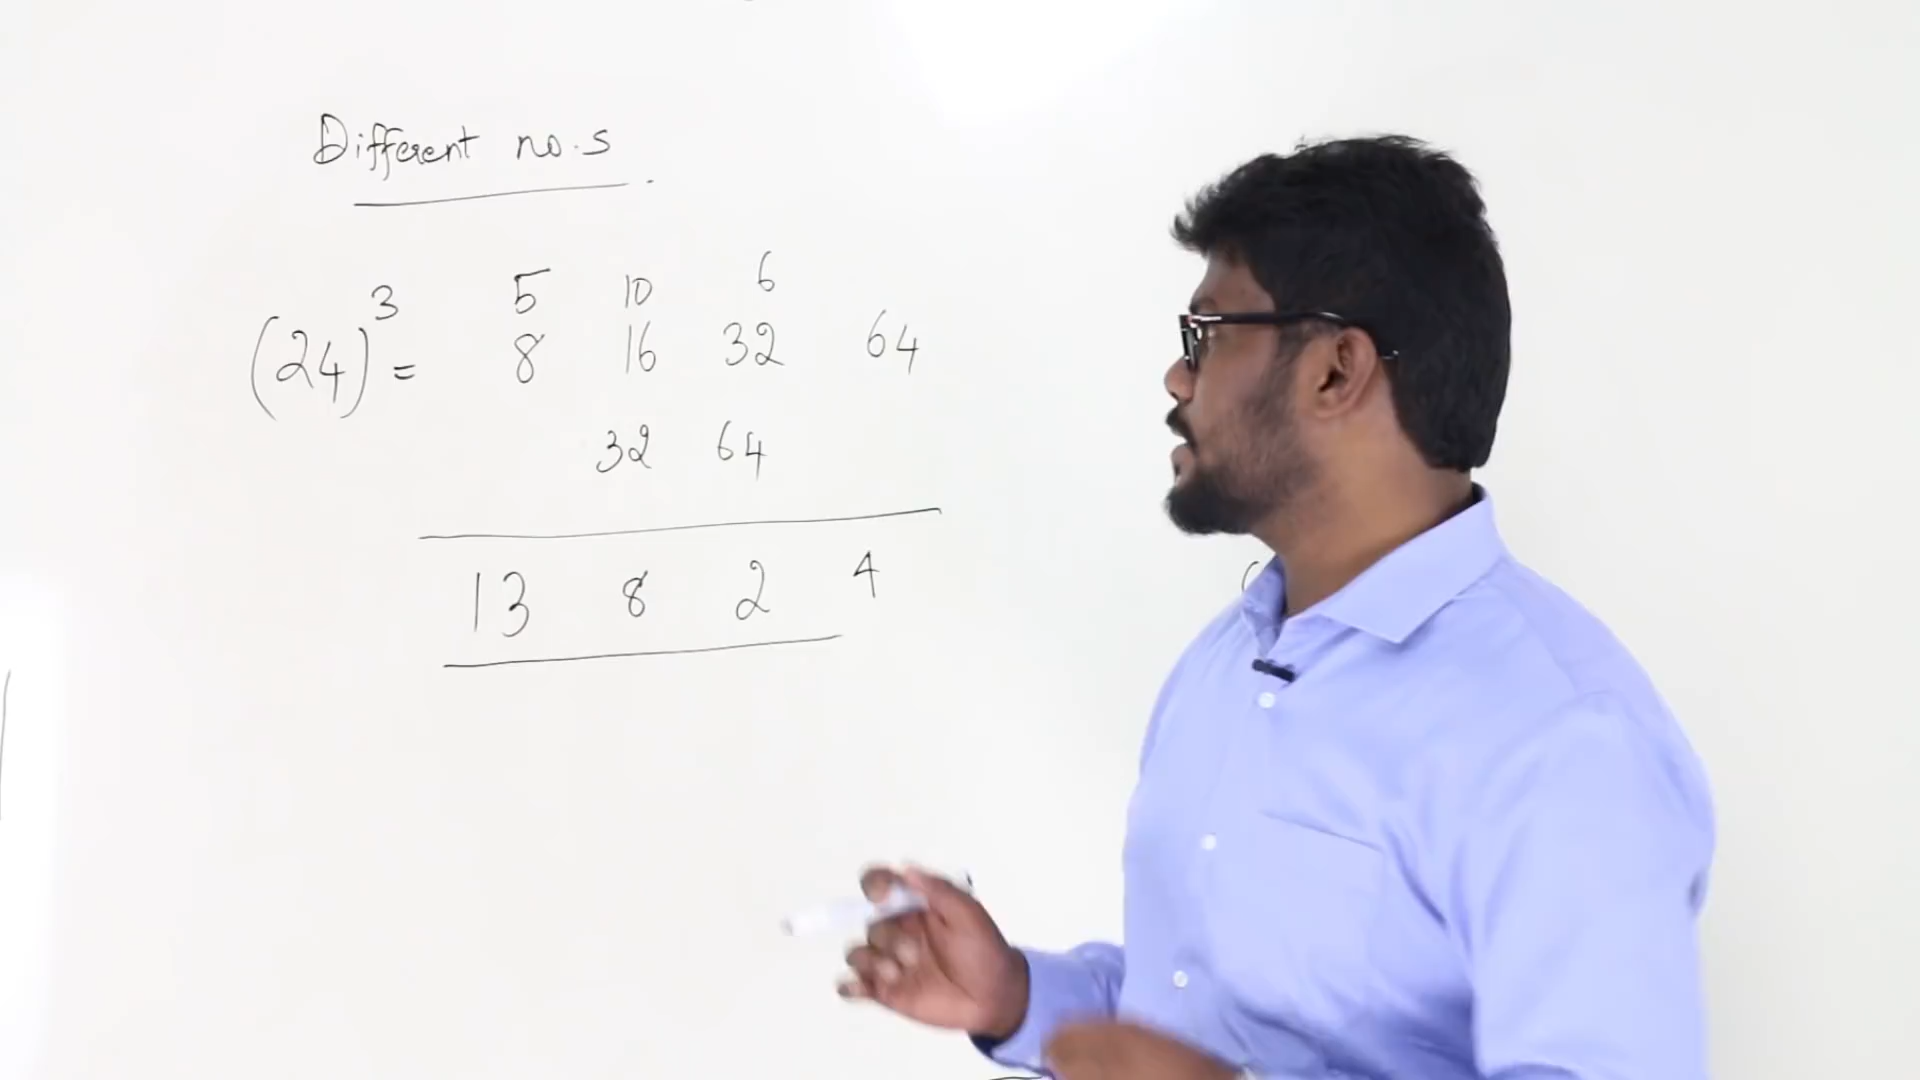 Different no.s
5 10 6
(24)³ = 8 16 32 64
32 64
13 8 2 4